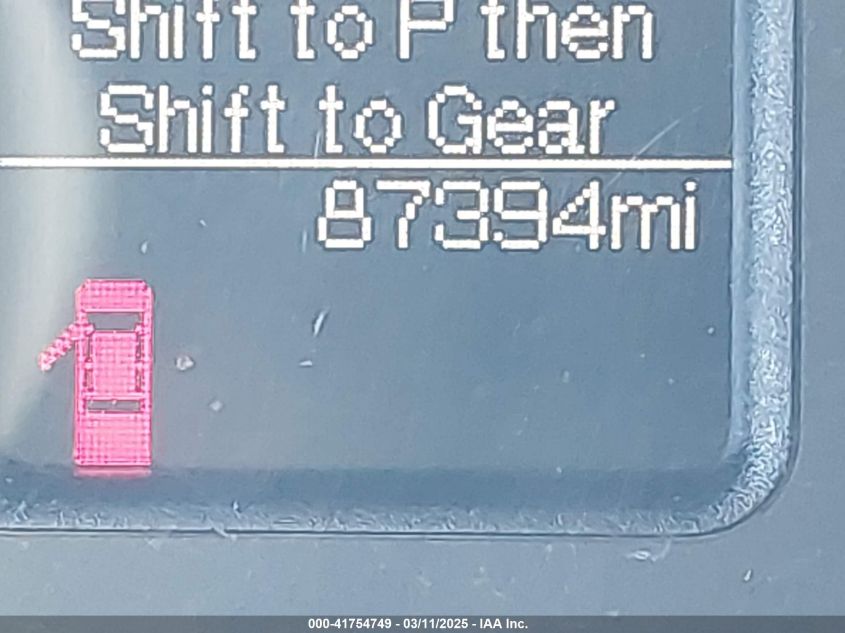 Shift to P then
Shift to Gear
87394mi
000-41754749 - 03/11/2025 - IAA Inc.